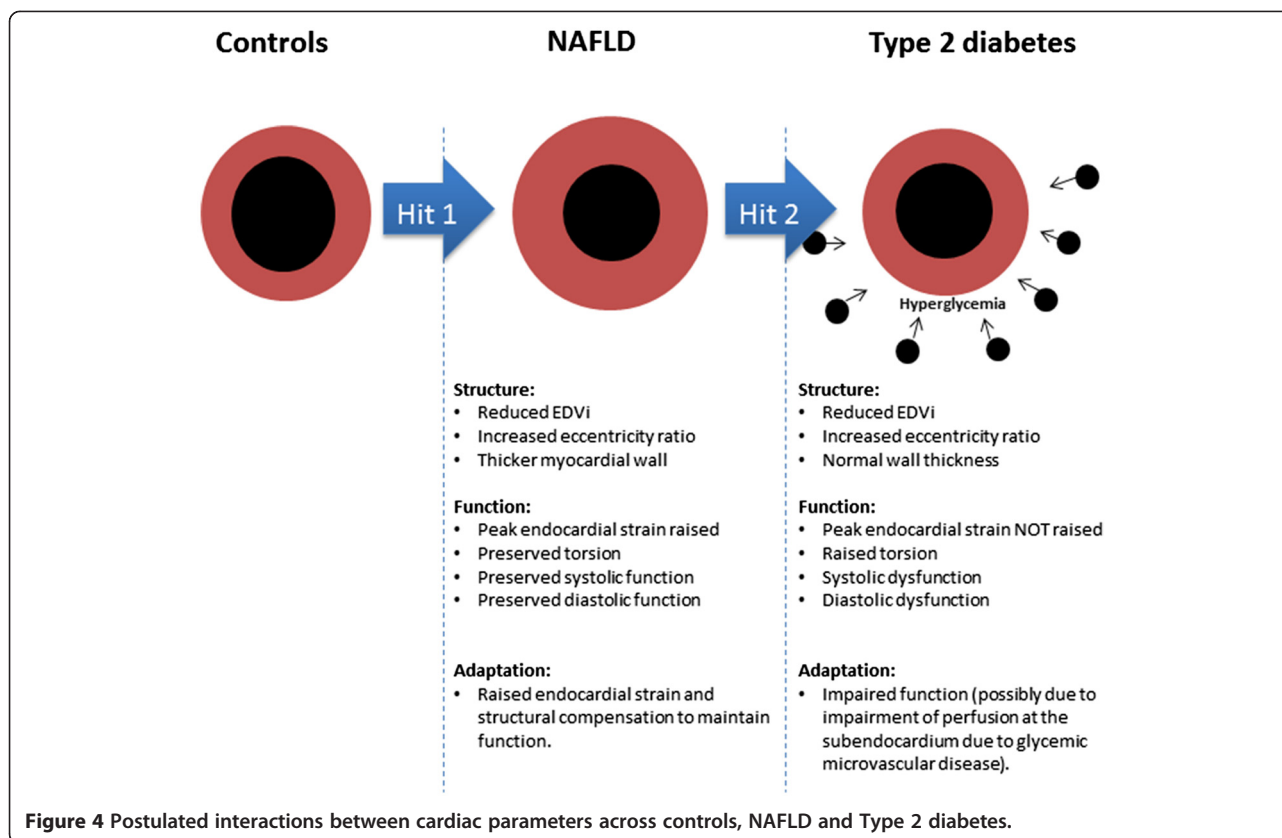 Controls
NAFLD
Type 2 diabetes
Hit 1
Hit 2
Hyperglycemia
Structure:
• Reduced EDVi
• Increased eccentricity ratio
• Thicker myocardial wall
Function:
• Peak endocardial strain raised
• Preserved torsion
• Preserved systolic function
• Preserved diastolic function
Adaptation:
• Raised endocardial strain and
structural compensation to maintain
function.
Structure:
• Reduced EDVi
• Increased eccentricity ratio
• Normal wall thickness
Function:
• Peak endocardial strain NOT raised
• Raised torsion
• Systolic dysfunction
• Diastolic dysfunction
Adaptation:
• Impaired function (possibly due to
impairment of perfusion at the
subendocardium due to glycemic
microvascular disease).
Figure 4 Postulated interactions between cardiac parameters across controls, NAFLD and Type 2 diabetes.